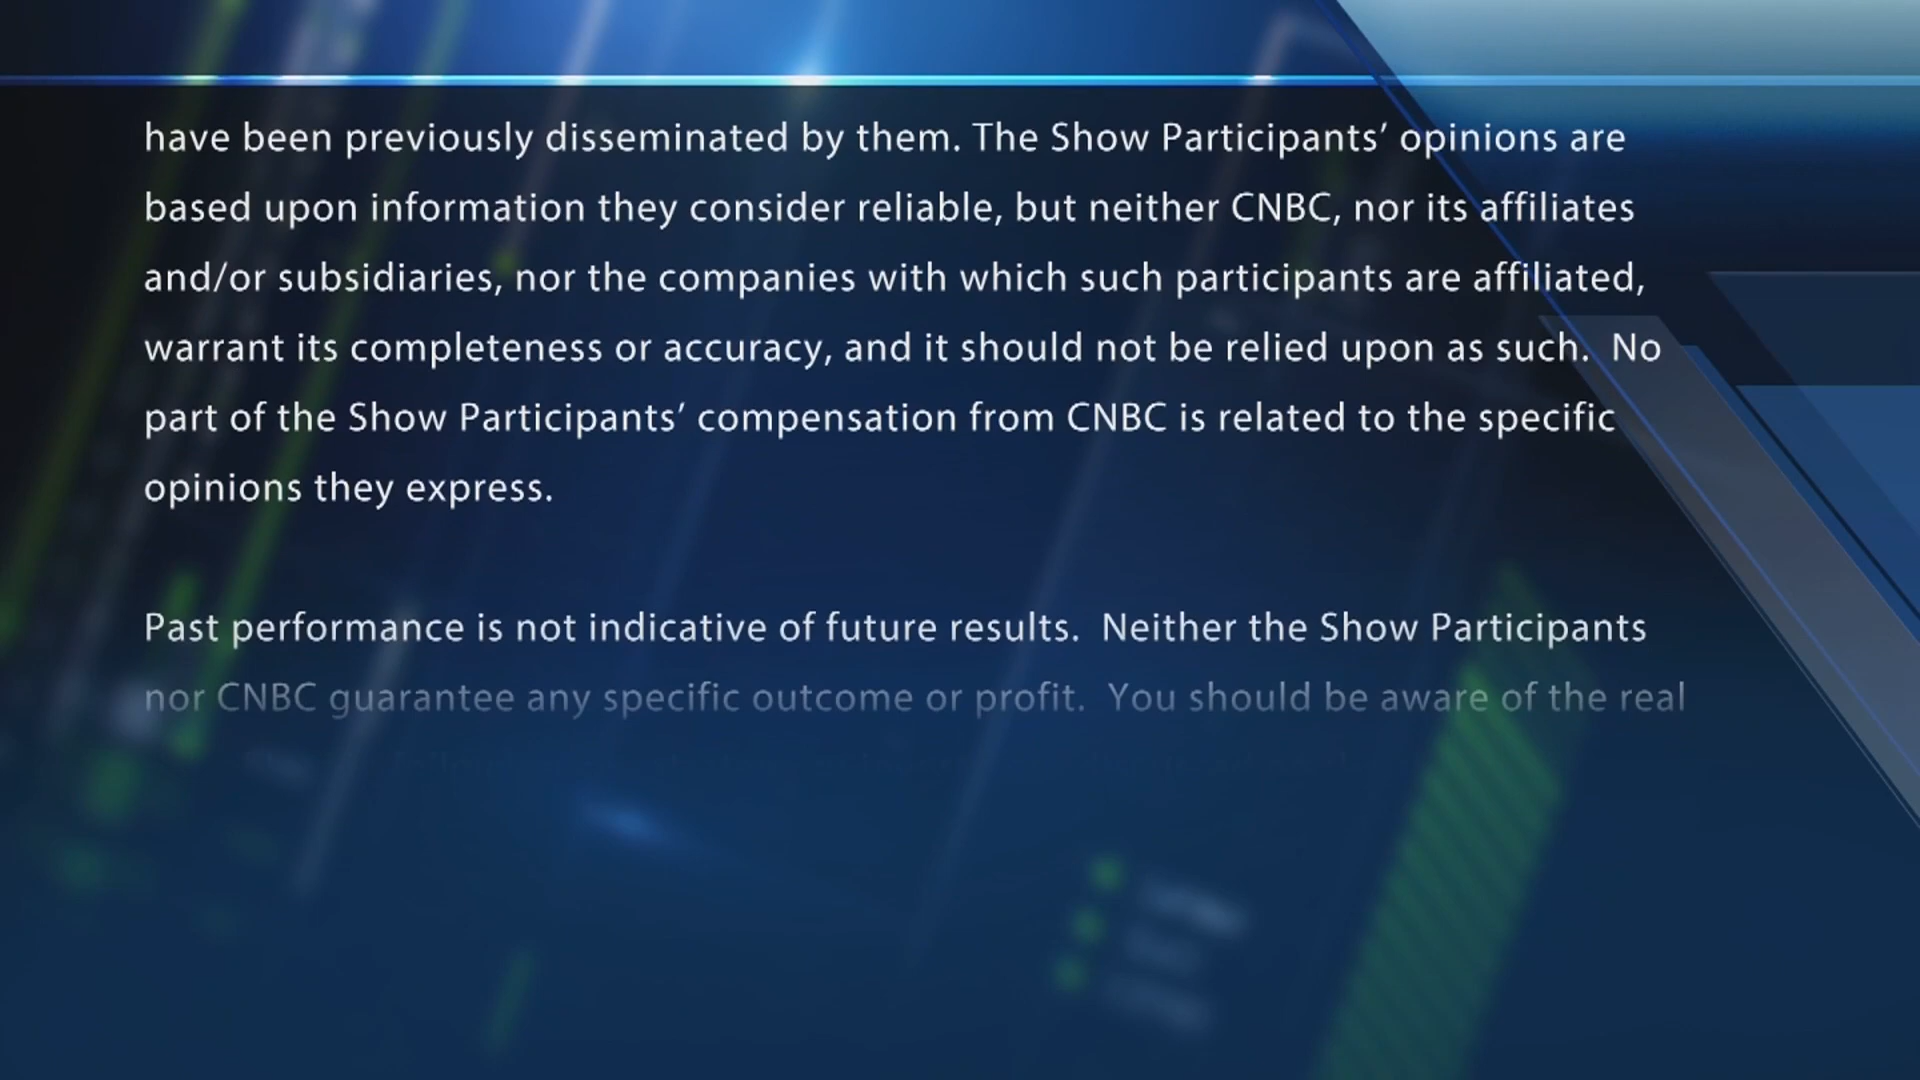 have been previously disseminated by them. The Show Participants’ opinions are
based upon information they consider reliable, but neither CNBC, nor its affiliates
and/or subsidiaries, nor the companies with which such participants are affiliated,
warrant its completeness or accuracy, and it should not be relied upon as such.  No
part of the Show Participants’ compensation from CNBC is related to the specific
opinions they express.
Past performance is not indicative of future results.  Neither the Show Participants
nor CNBC guarantee any specific outcome or profit.  You should be aware of the real